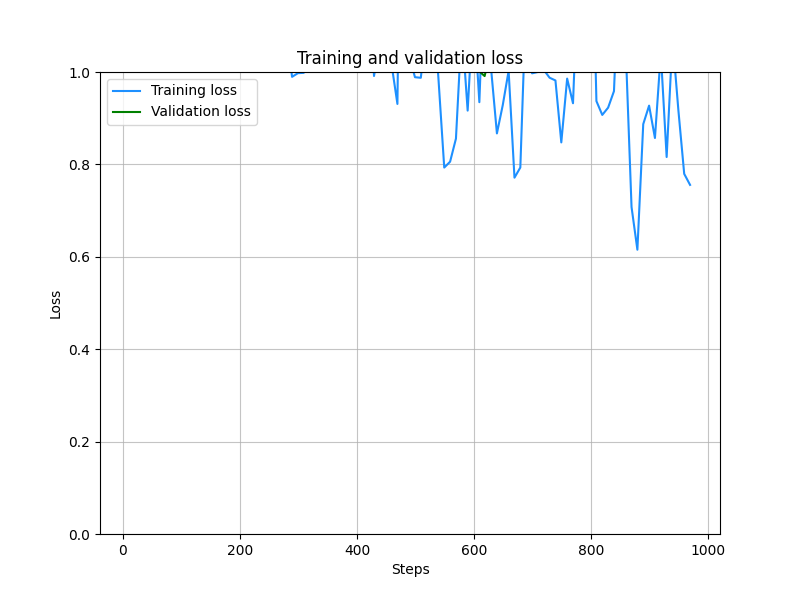 Training and validation loss
Training loss
Validation loss
1.0
0.8
0.6
0.4
0.2
0.0
Loss
0 200 400 600 800 1000
Steps